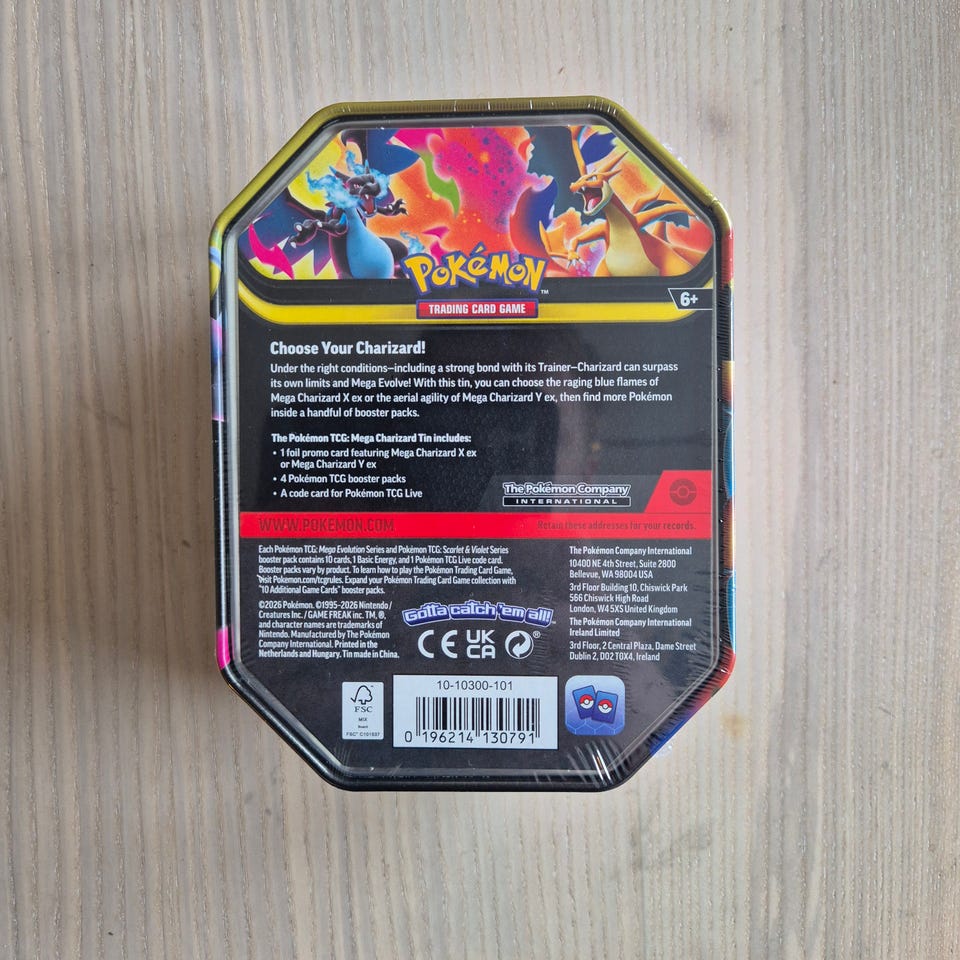 POKéMON
TM
TRADING CARD GAME
6+
Choose Your Charizard!
Under the right conditions—including a strong bond with its Trainer—Charizard can surpass
its own limits and Mega Evolve! With this tin, you can choose the raging blue flames of
Mega Charizard X ex or the aerial agility of Mega Charizard Y ex, then find more Pokémon
inside a handful of booster packs.
The Pokémon TCG: Mega Charizard Tin includes:
• 1 foil promo card featuring Mega Charizard X ex
or Mega Charizard Y ex
• 4 Pokémon TCG booster packs
• A code card for Pokémon TCG Live
The Pokémon Company
INTERNATIONAL
WWW.POKEMON.COM
Retain these addresses for your records.
Each Pokémon TCG: Mega Evolution Series and Pokémon TCG: Scarlet & Violet Series
booster pack contains 10 cards, 1 Basic Energy, and 1 Pokémon TCG Live code card.
Booster packs vary by product. To learn how to play the Pokémon Trading Card Game,
visit Pokemon.com/tcgrules. Expand your Pokémon Trading Card Game collection with
"10 Additional Game Cards" booster packs.
©2026 Pokémon. ©1995-2026 Nintendo/
Creatures Inc./GAME FREAK inc. TM, ®,
and character names are trademarks of
Nintendo. Manufactured by The Pokémon
Company International. Printed in the
Netherlands and Hungary. Tin made in China.
Gotta catch 'em all!
CE UK
CA
®
The Pokémon Company International
10400 NE 4th Street, Suite 2800
Bellevue, WA 98004 USA
3rd Floor Building 10, Chiswick Park
566 Chiswick High Road
London, W4 5XS United Kingdom
The Pokémon Company International
Ireland Limited
3rd Floor, 2 Central Plaza, Dame Street
Dublin 2, D02 T0X4, Ireland
FSC
MIX
Board
FSC® C101537
10-10300-101
0 196214 130791